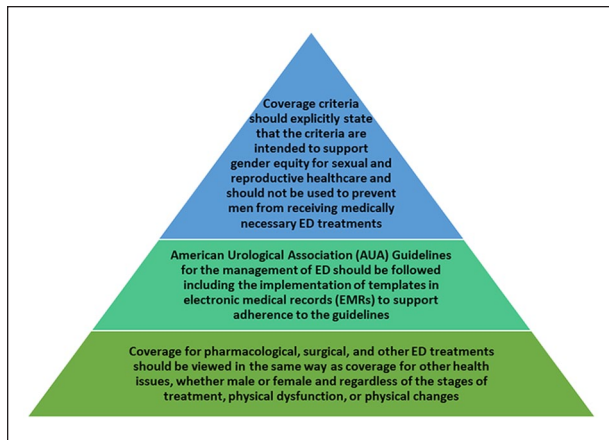 Coverage criteria
should explicitly state
that the criteria are
intended to support
gender equity for sexual and
reproductive healthcare and
should not be used to prevent
men from receiving medically
necessary ED treatments
American Urological Association (AUA) Guidelines
for the management of ED should be followed
including the implementation of templates in
electronic medical records (EMRs) to support
adherence to the guidelines
Coverage for pharmacological, surgical, and other ED treatments
should be viewed in the same way as coverage for other health
issues, whether male or female and regardless of the stages of
treatment, physical dysfunction, or physical changes